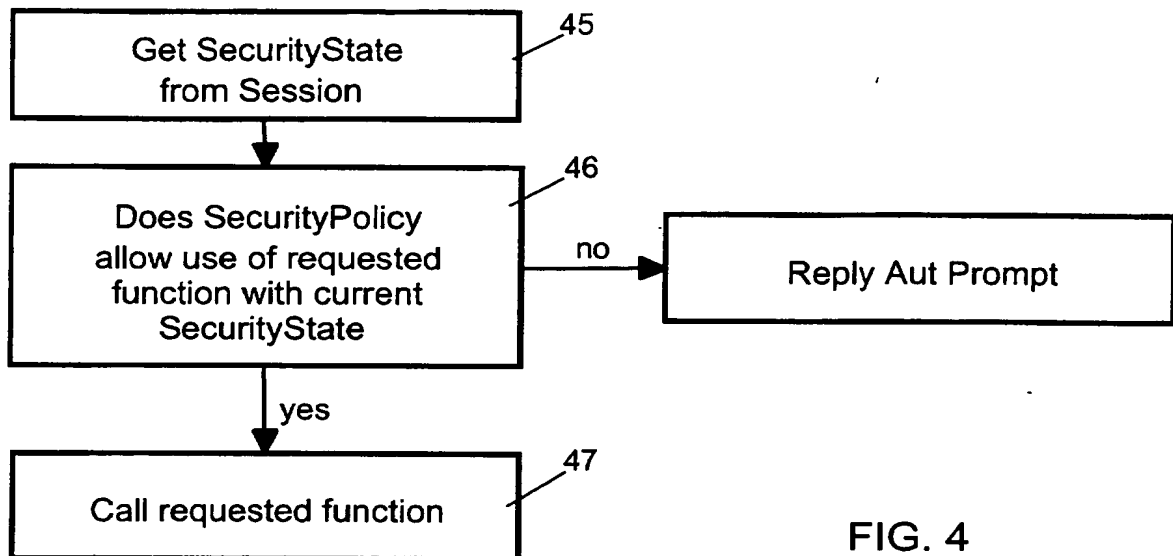 Get SecurityState
from Session
45
Does SecurityPolicy
allow use of requested
function with current
SecurityState
46
no
Reply Aut Prompt
yes
Call requested function
47
FIG. 4